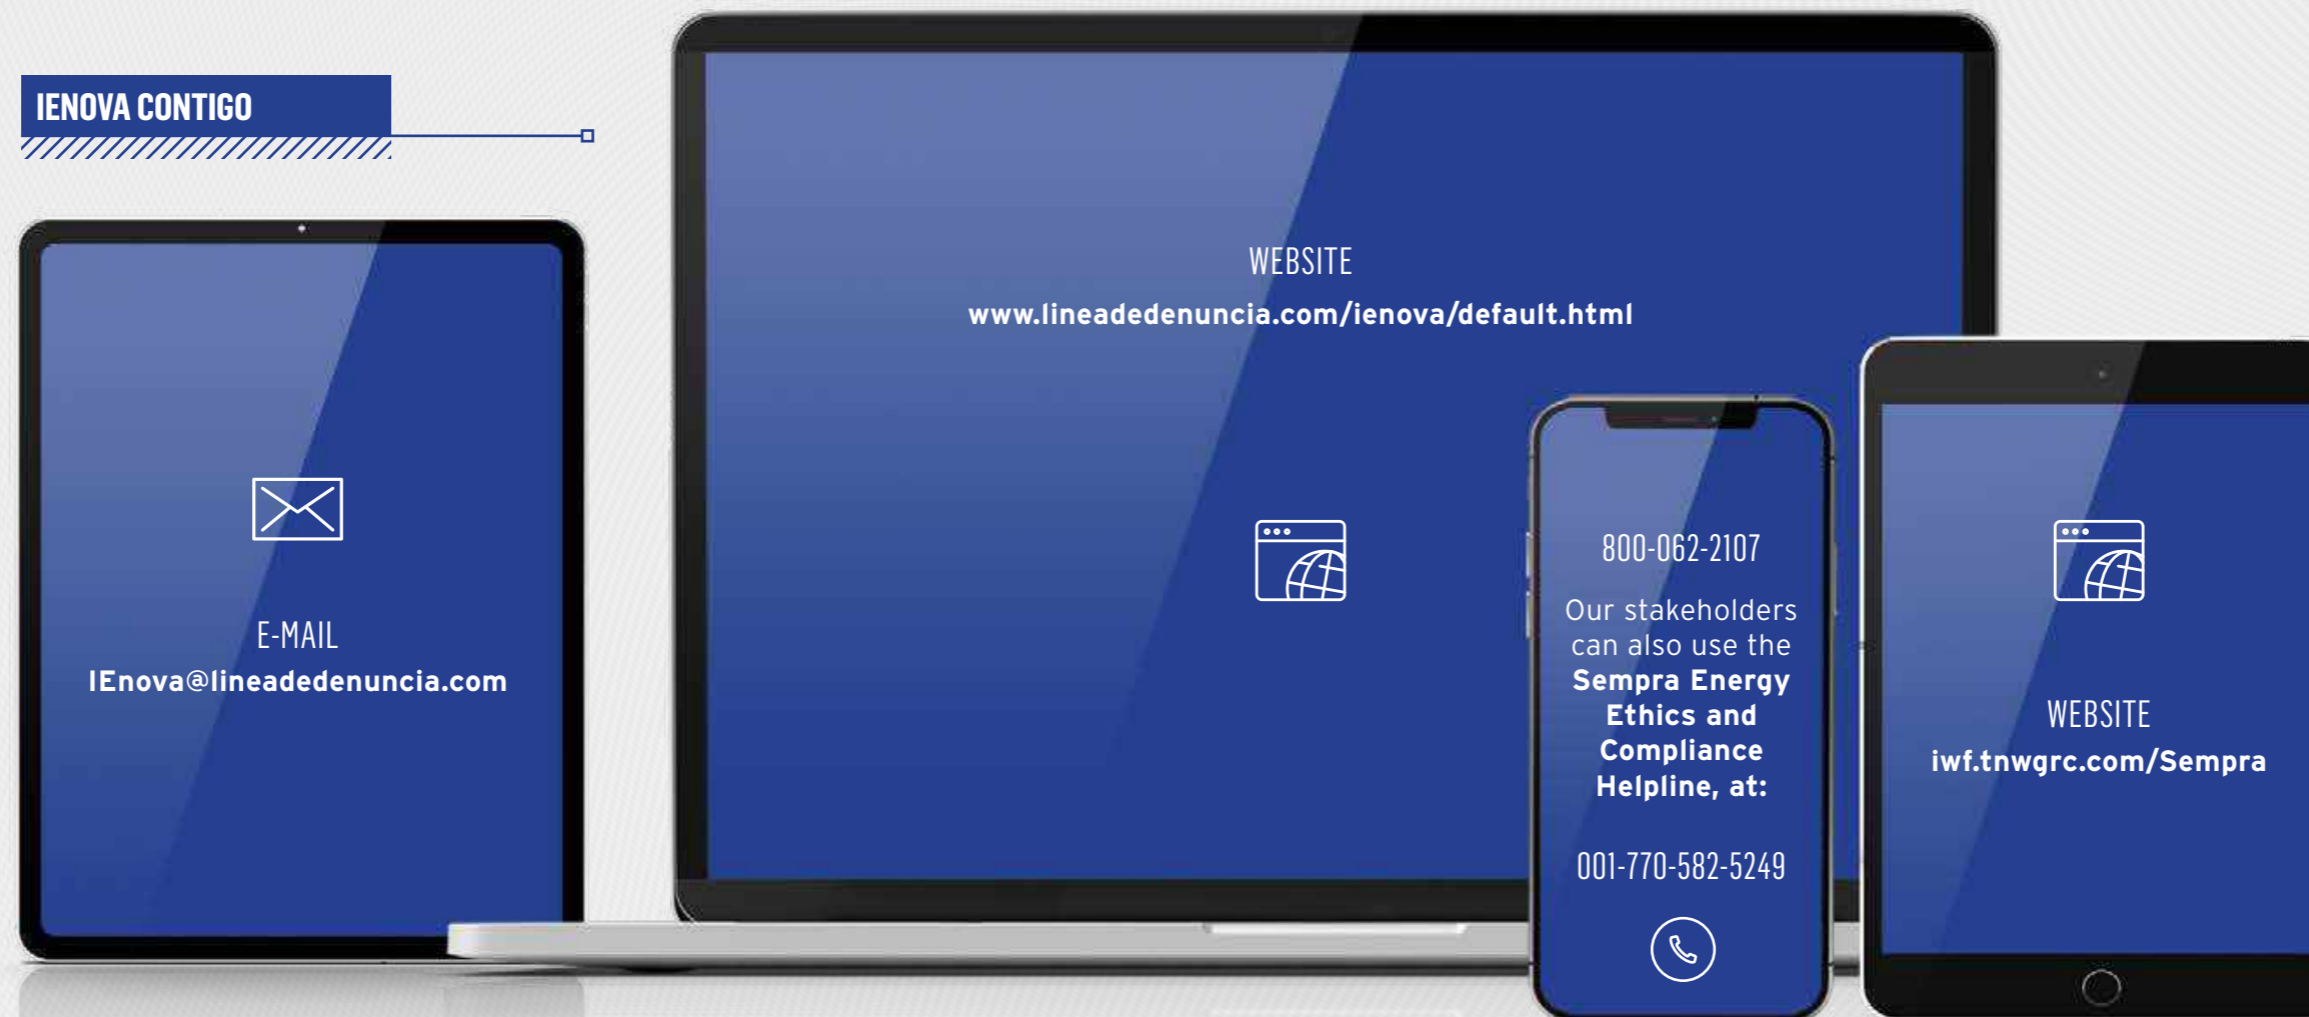 IENOVA CONTIGO
E-MAIL
IEnova@lineadedenuncia.com
WEBSITE
www.lineadedenuncia.com/ienova/default.html
800-062-2107
Our stakeholders
can also use the
Sempra Energy
Ethics and
Compliance
Helpline, at:
001-770-582-5249
WEBSITE
iwf.tnwgrc.com/Sempra